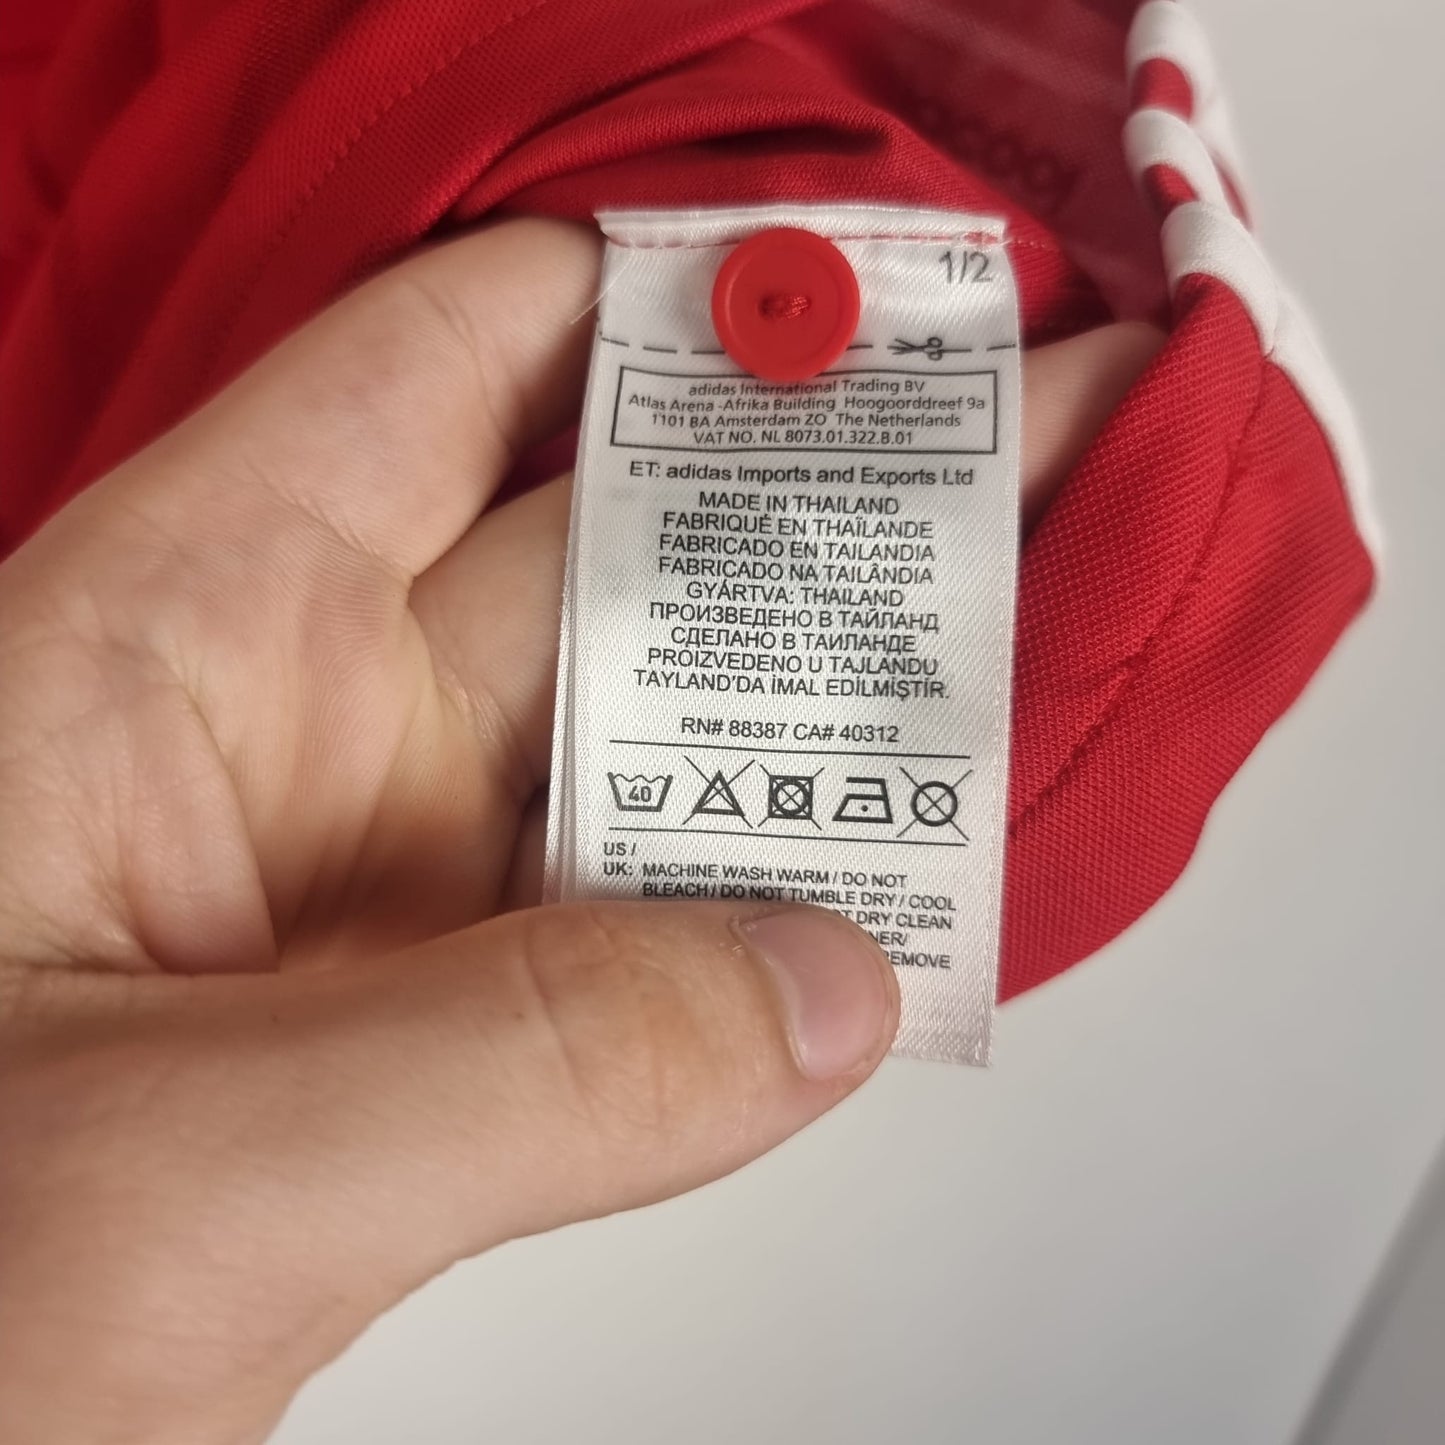 1/2
adidas International Trading BV
Atlas Arena -Afrika Building Hoogoorddreef 9a
1101 BA Amsterdam ZO The Netherlands
VAT NO. NL 8073.01.322.B.01
ET: adidas Imports and Exports Ltd
MADE IN THAILAND
FABRIQUÉ EN THAÏLANDE
FABRICADO EN TAILANDIA
FABRICADO NA TAILÂNDIA
GYÁRTVA: THAILAND
ПРОИЗВЕДЕНО В ТАЙЛАНД
СДЕЛАНО В ТАИЛАНДЕ
PROIZVEDENO U TAJLANDU
TAYLAND'DA İMAL EDİLMİŞTİR.
RN# 88387 CA# 40312
40
US /
UK: MACHINE WASH WARM / DO NOT
BLEACH / DO NOT TUMBLE DRY / COOL
DRY CLEAN
REMOVE